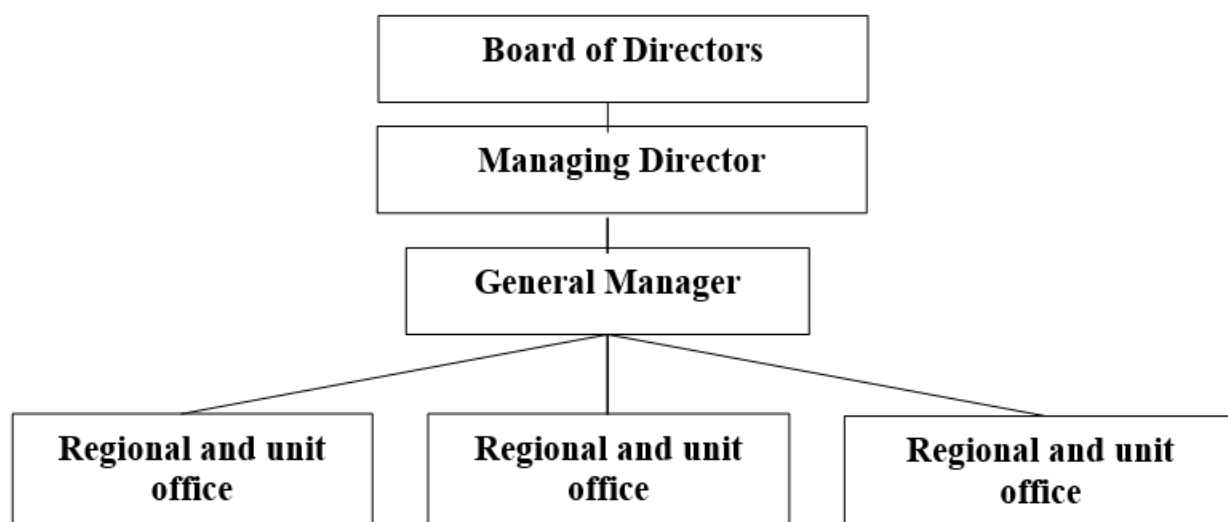 Board of Directors
Managing Director
General Manager
Regional and unit
office
Regional and unit
office
Regional and unit
office